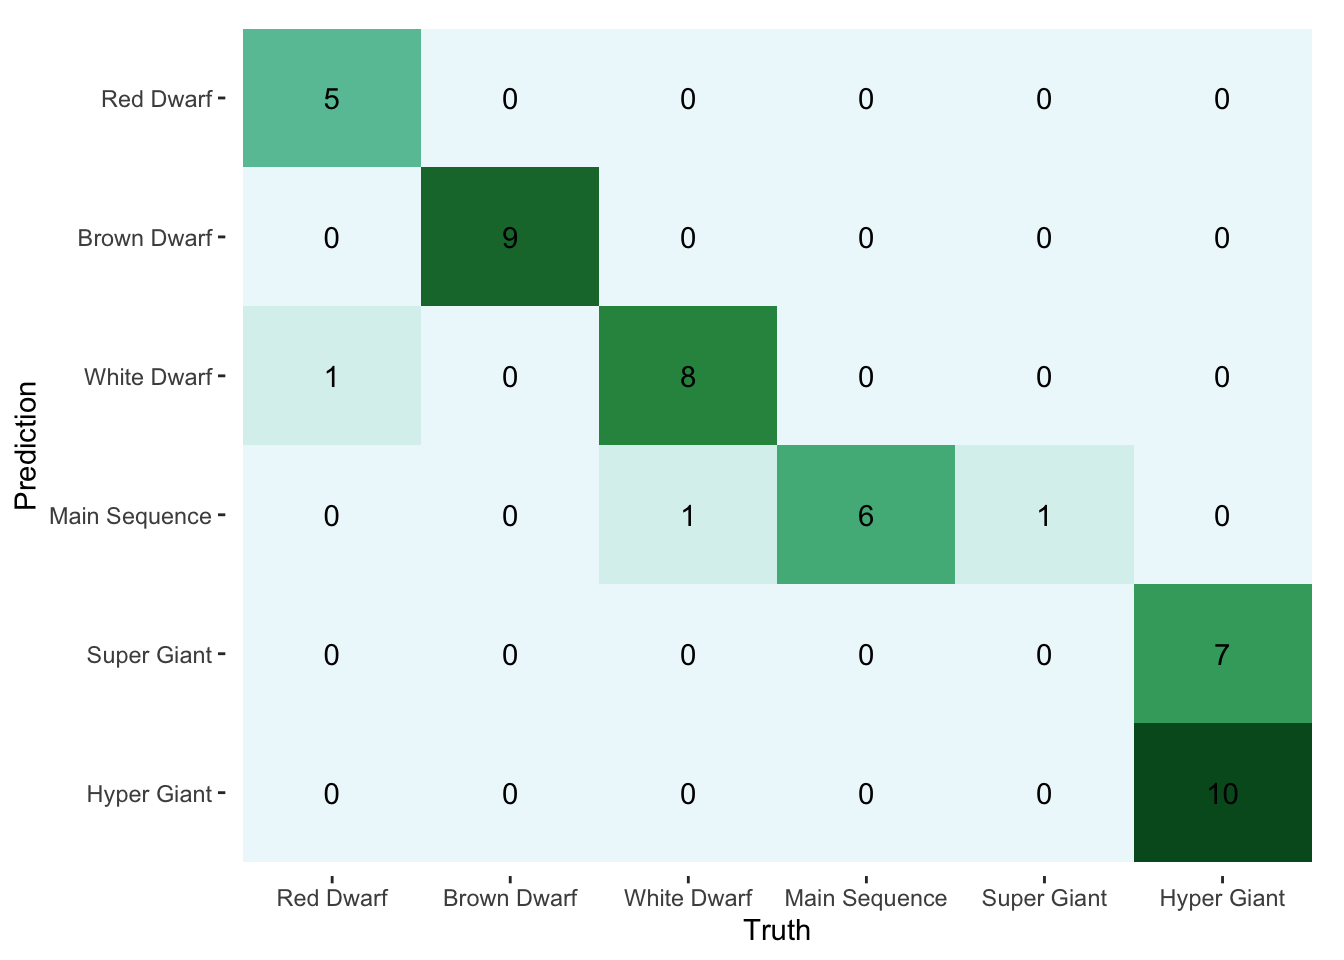 Red Dwarf 5 0 0 0 0 0
Brown Dwarf 0 9 0 0 0 0
White Dwarf 1 0 8 0 0 0
Main Sequence 0 0 1 6 1 0
Super Giant 0 0 0 0 0 7
Hyper Giant 0 0 0 0 0 10
Prediction
Red Dwarf Brown Dwarf White Dwarf Main Sequence Super Giant Hyper Giant
Truth